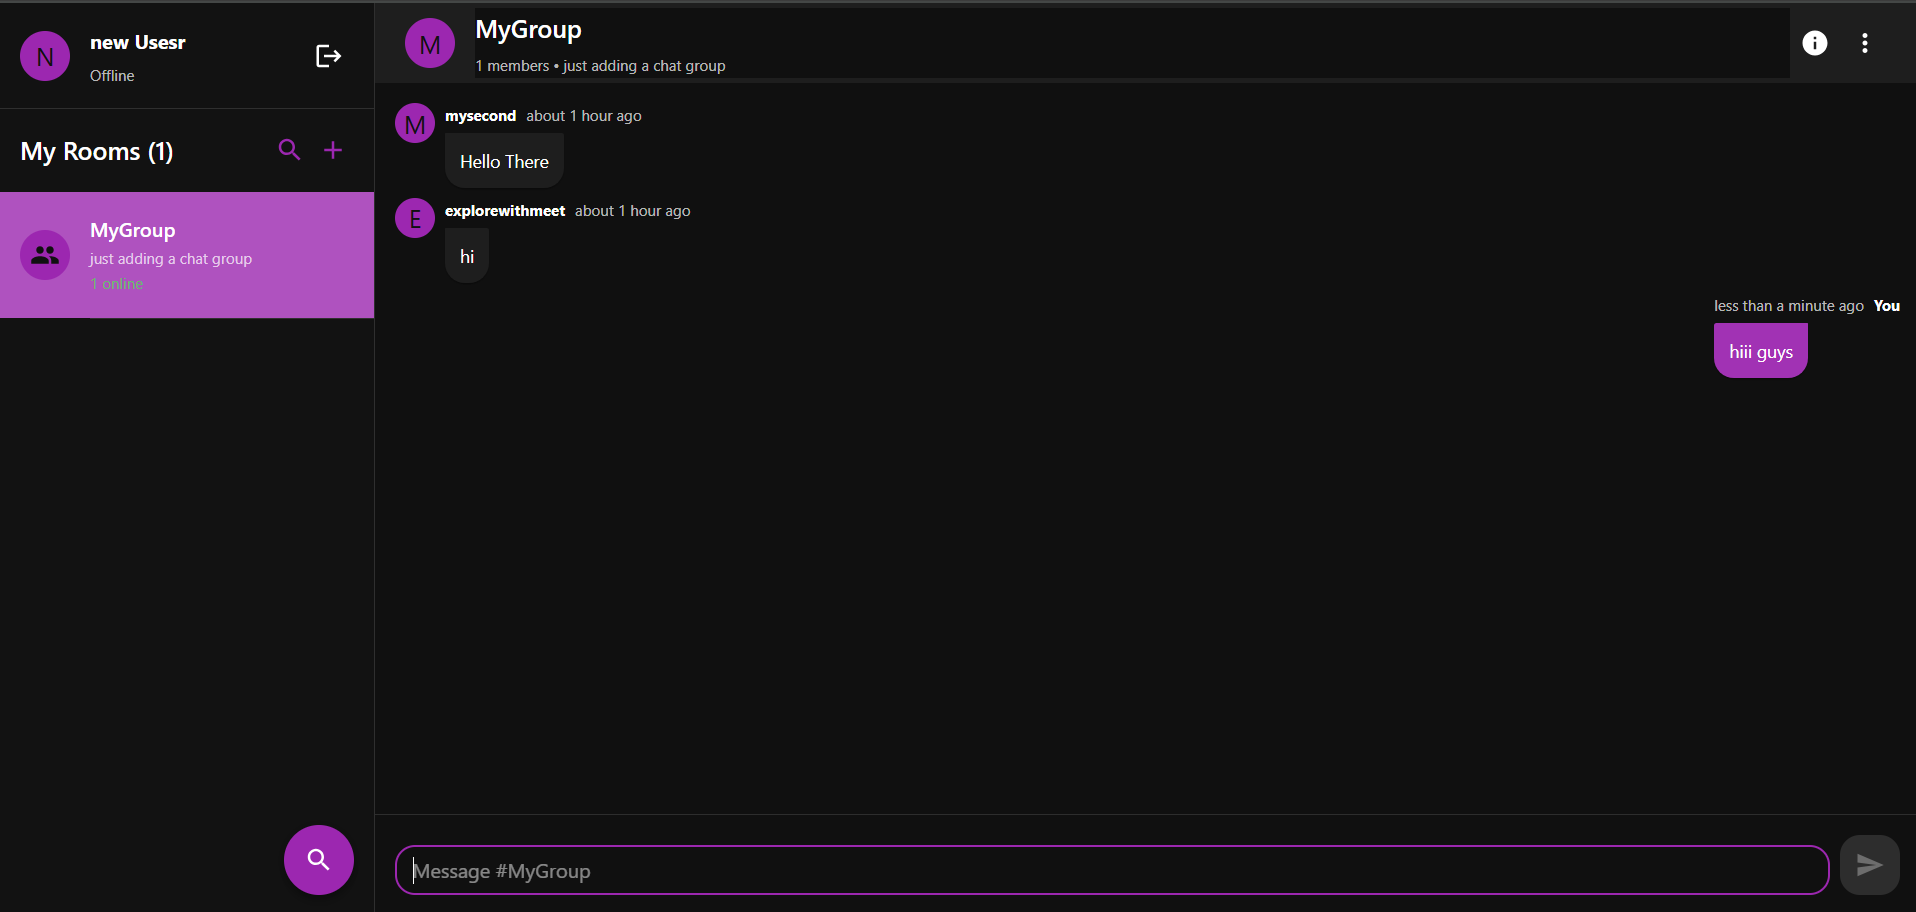 N
new Usesr
Offline
My Rooms (1)
MyGroup
just adding a chat group
1 online
M
MyGroup
1 members • just adding a chat group
M
mysecond about 1 hour ago
Hello There
E
explorewithmeet about 1 hour ago
hi
less than a minute ago You
hiii guys
Message #MyGroup